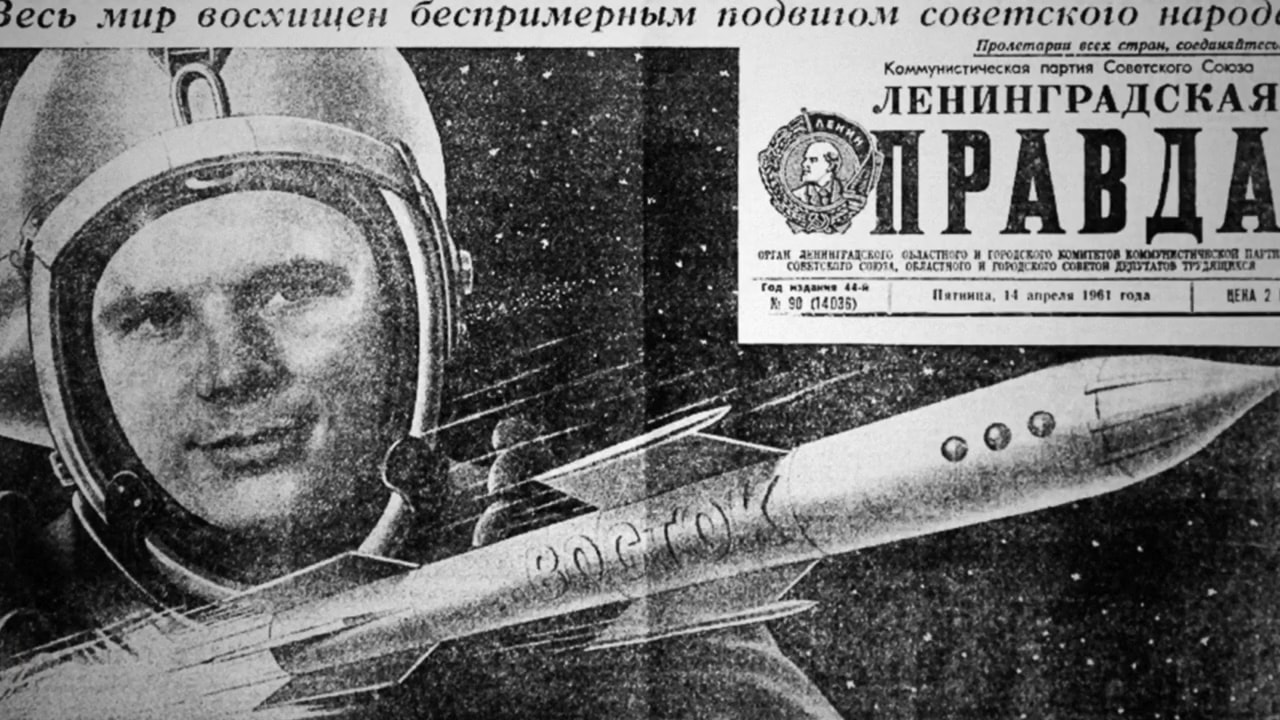 Весь мир восхищен беспримерным подвигом советского народа
Пролетарии всех стран, соединяйтесь
Коммунистическая партия Советского Союза
ЛЕНИНГРАДСКАЯ
ПРАВДА
ЛЕНИН
ОРГАН ЛЕНИНГРАДСКОГО ОБЛАСТНОГО И ГОРОДСКОГО КОМИТЕТОВ КОММУНИСТИЧЕСКОЙ ПАРТИ
СОВЕТСКОГО СОЮЗА, ОБЛАСТНОГО И ГОРОДСКОГО СОВЕТОВ ДЕПУТАТОВ ТРУДЯЩИХСЯ
Год издания 44-й
№ 90 (14036)
Пятница, 14 апреля 1961 года
ЦЕНА 2
ВОСТОК